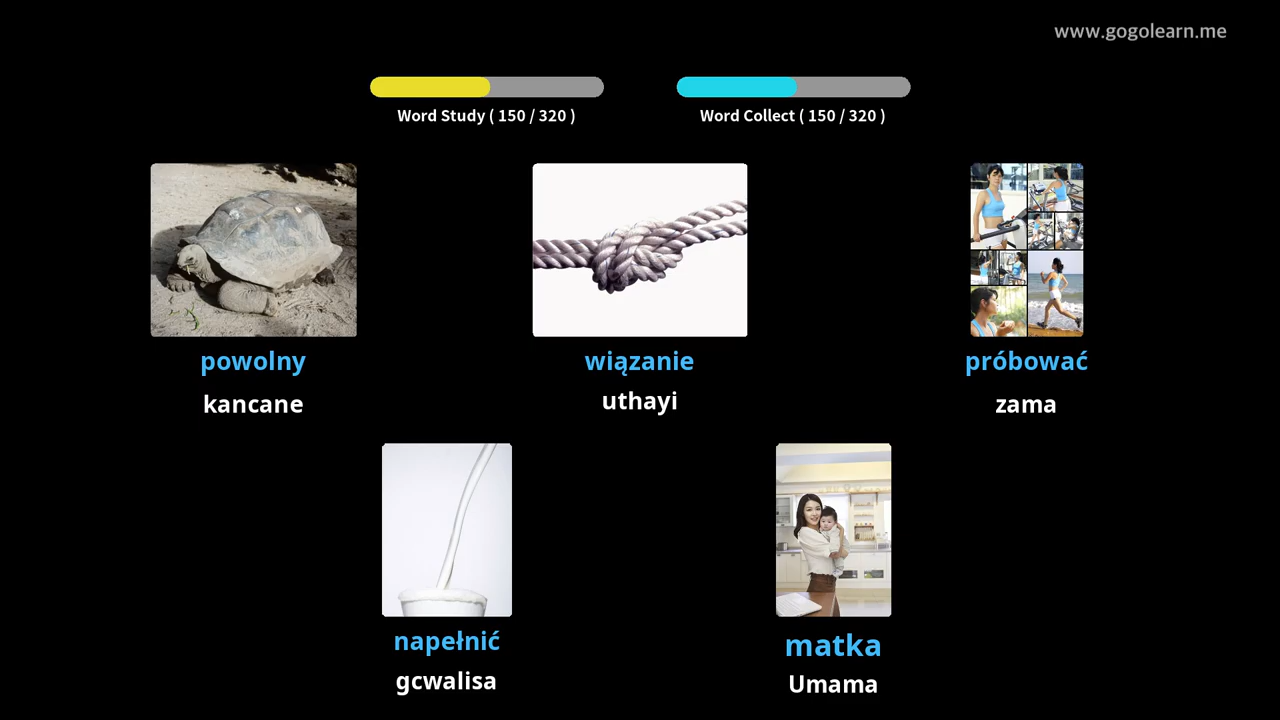 www.gogolearn.me
Word Study ( 150 / 320 )
Word Collect ( 150 / 320 )
powolny
kancane
wiązanie
uthayi
próbować
zama
napełnić
gcwalisa
matka
Umama